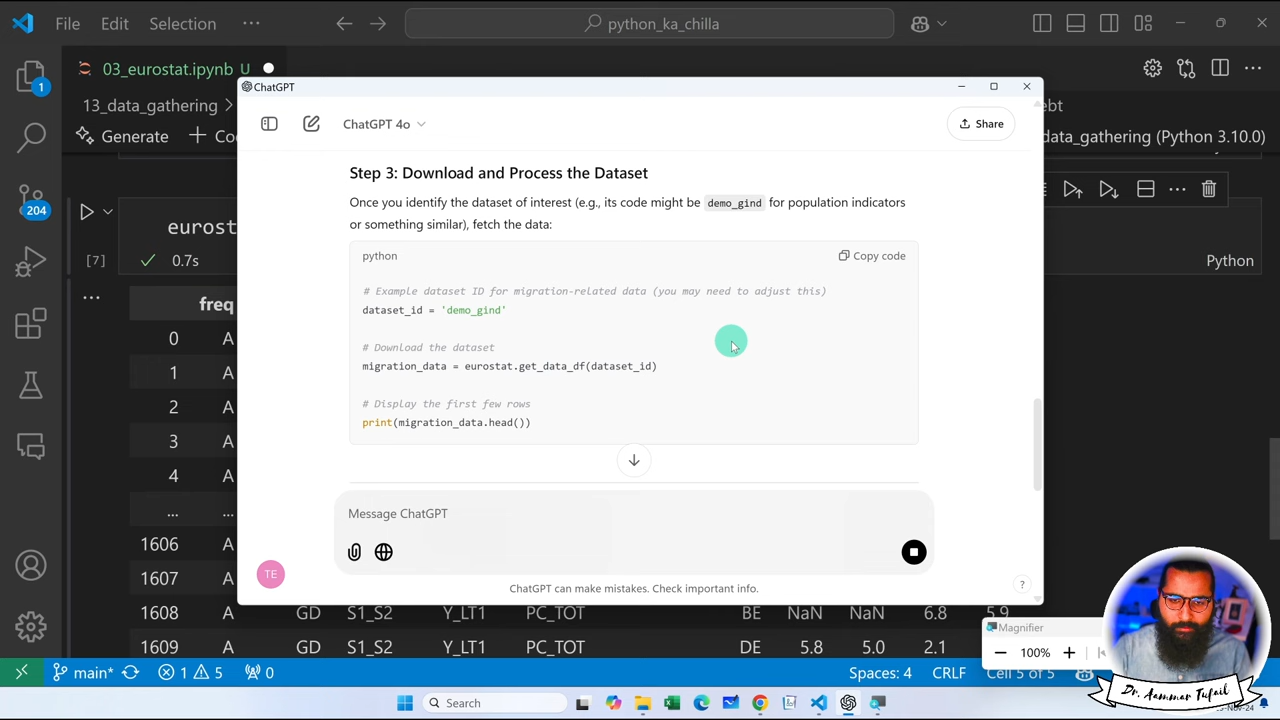 File Edit Selection ··· python_ka_chilla
03_eurostat.ipynb U
13_data_gathering > ebt
Generate + Co data_gathering (Python 3.10.0)
ChatGPT
ChatGPT 4o
Share
Step 3: Download and Process the Dataset
Once you identify the dataset of interest (e.g., its code might be demo_gind for population indicators
or something similar), fetch the data:
python Copy code
# Example dataset ID for migration-related data (you may need to adjust this)
dataset_id = 'demo_gind'
# Download the dataset
migration_data = eurostat.get_data_df(dataset_id)
# Display the first few rows
print(migration_data.head())
Message ChatGPT
TE
ChatGPT can make mistakes. Check important info.
?
1
204
eurost
[7] 0.7s Python
...
freq
0 A
1 A
2 A
3 A
4 A
... ...
1606 A
1607 A
1608 A GD S1_S2 Y_LT1 PC_TOT BE NaN NaN 6.8 5.9
1609 A GD S1_S2 Y_LT1 PC_TOT DE 5.8 5.0 2.1
Magnifier
100%
main* 1 5 0 Spaces: 4 CRLF Cell 5 of 5
Search
Dr. Aammar Tufail
-Nov-24